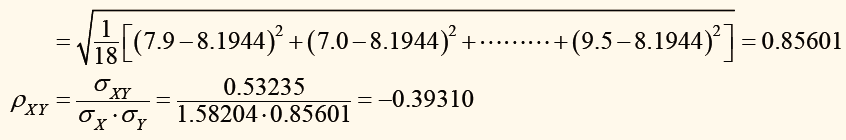 = √(1/18 [(7.9 − 8.1944)² + (7.0 − 8.1944)² + ⋯⋯⋯ + (9.5 − 8.1944)²]) = 0.85601
ρ_XY = σ_XY / (σ_X · σ_Y) = 0.53235 / (1.58204 · 0.85601) = −0.39310